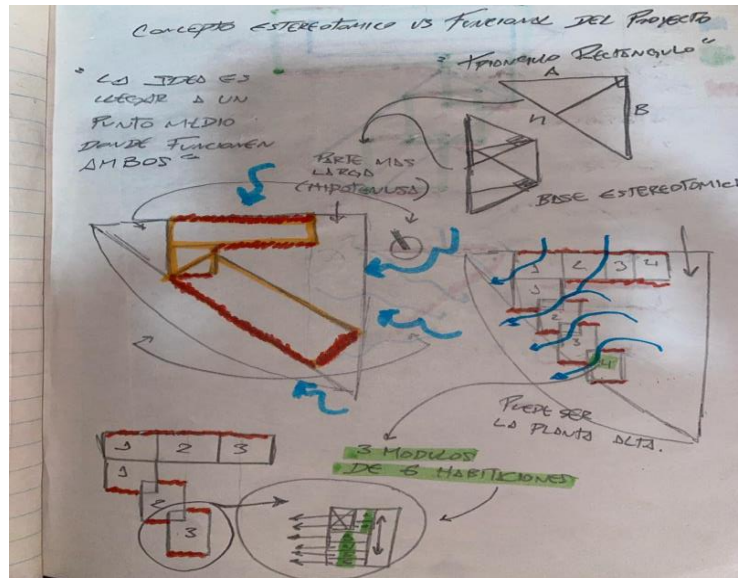 CONCEPTO ESTEREOTOMICO VS FUNCIONAL DEL PROYECTO
"LA IDEA ES
LLEGAR A UN
PUNTO MEDIO
DONDE FUNCIONEN
AMBOS"
"TRIANGULO RECTANGULO"
A
H
B
PARTE MAS
LARGA
(HIPOTENUSA)
BASE ESTEREOTOMICA
1 2 3 4
1
2
3
4
PUEDE SER
LA PLANTA ALTA.
1 2 3
1
2
3
3 MODULOS
DE 6 HABITACIONES